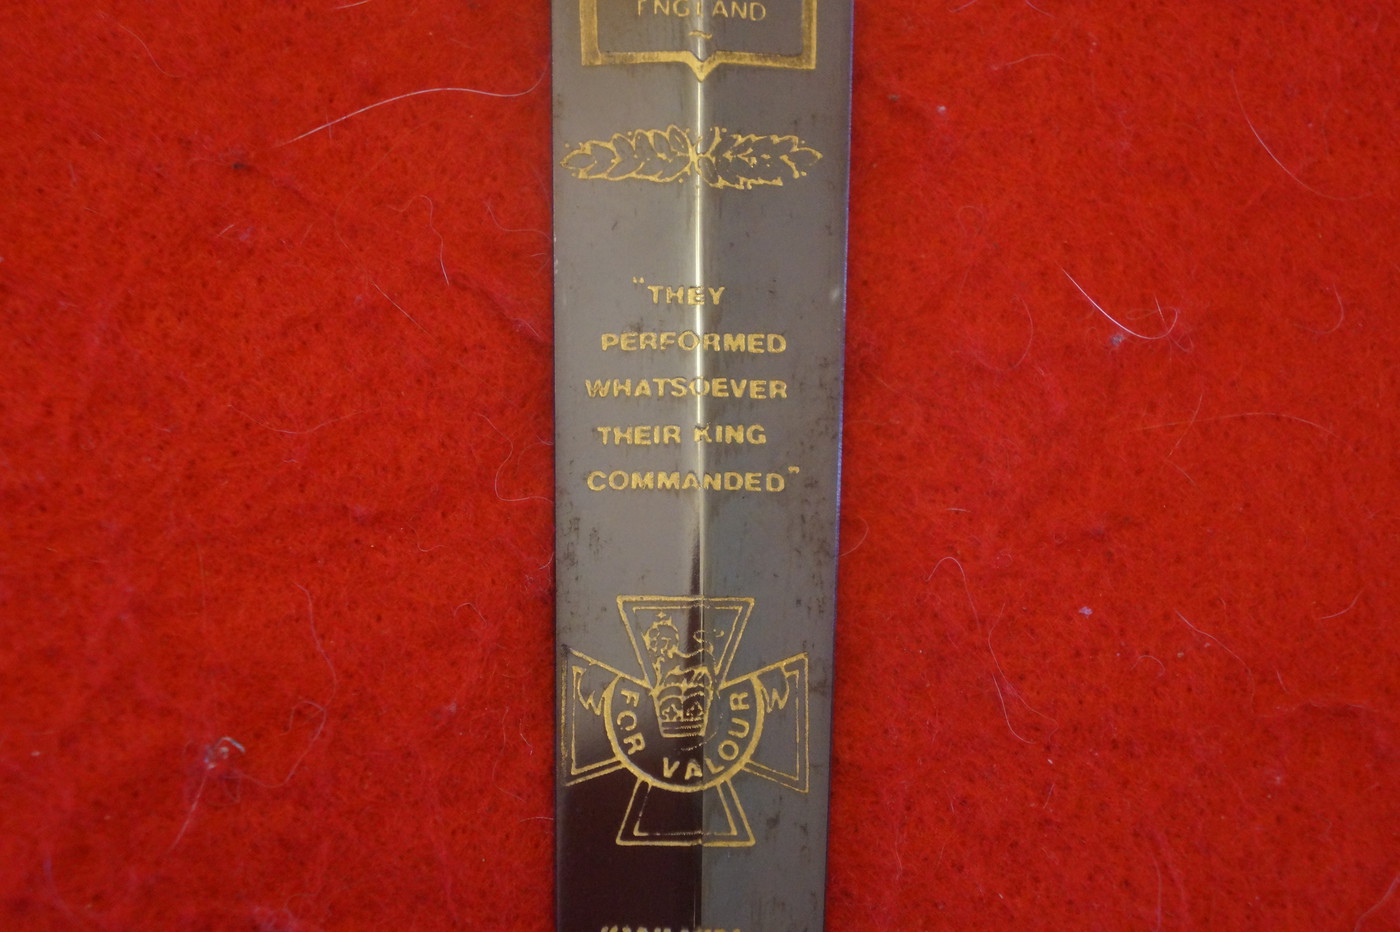 ENGLAND
"THEY
PERFORMED
WHATSOEVER
THEIR KING
COMMANDED"
FOR VALOUR